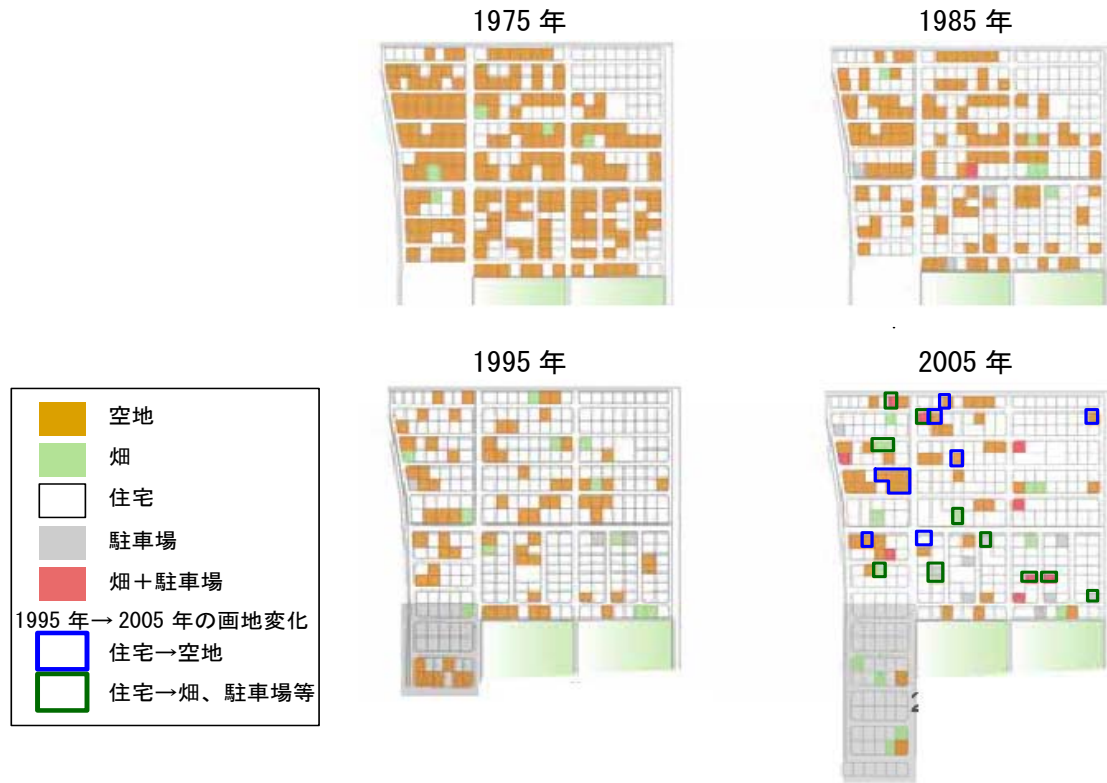 1975 年
1985 年
1995 年
2005 年
空地
畑
住宅
駐車場
畑＋駐車場
1995 年→ 2005 年の画地変化
住宅→空地
住宅→畑、駐車場等